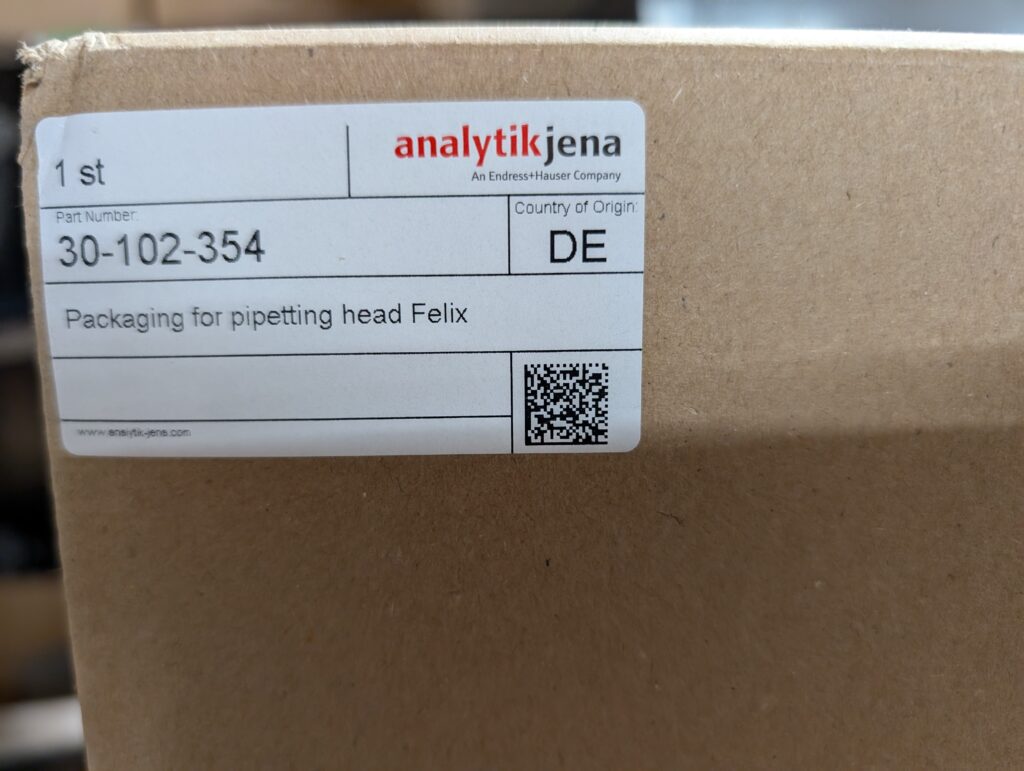 1 st
analytikjena
An Endress+Hauser Company
Part Number:
30-102-354
Country of Origin:
DE
Packaging for pipetting head Felix
www.analytik-jena.com